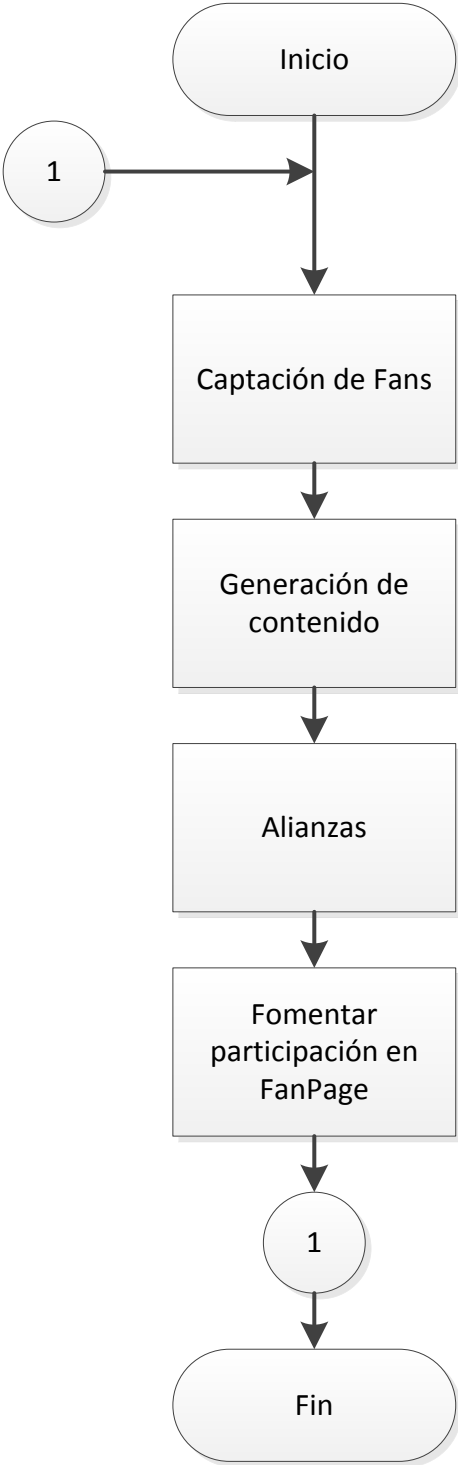 Inicio
1
Captación de Fans
Generación de
contenido
Alianzas
Fomentar
participación en
FanPage
1
Fin